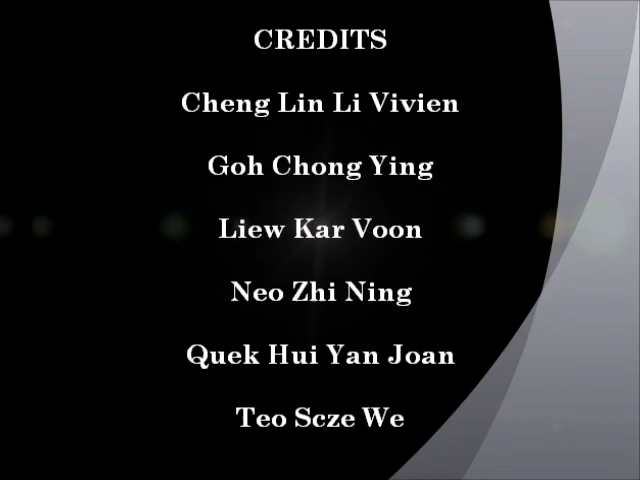 CREDITS
Cheng Lin Li Vivien
Goh Chong Ying
Liew Kar Voon
Neo Zhi Ning
Quek Hui Yan Joan
Teo Scze We